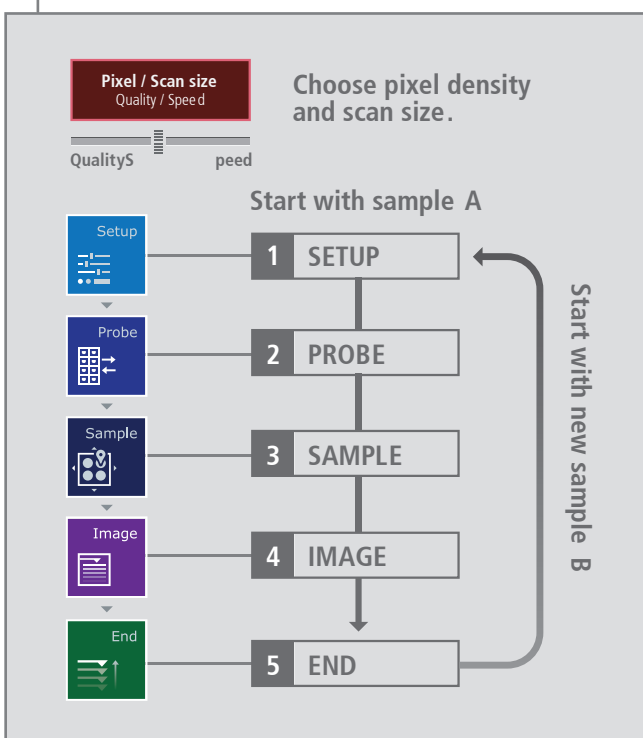 Pixel / Scan size
Quality / Speed
Choose pixel density
and scan size.
QualityS peed
Start with sample A
Setup
1 SETUP
Probe
2 PROBE
Sample
3 SAMPLE
Image
4 IMAGE
End
5 END
Start with new sample B